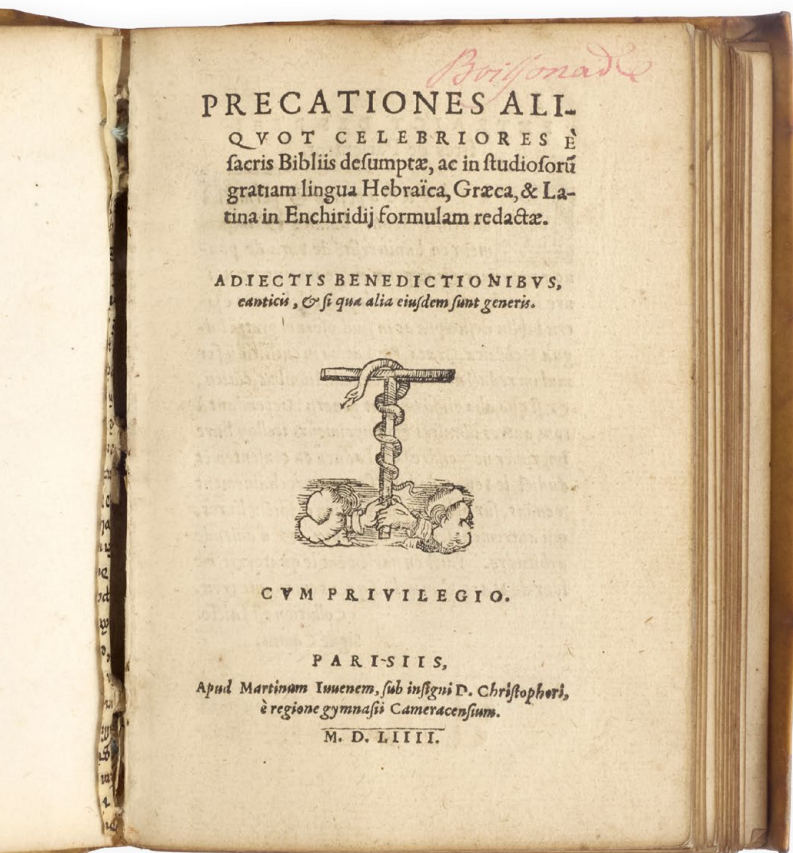 Boissonade
PRECATIONES ALI-
QVOT CELEBRIORES È
ſacris Bibliis deſumptæ, ac in ſtudioſorũ
gratiam lingua Hebraïca, Græca, & La-
tina in Enchiridij formulam redactæ.
ADIECTIS BENEDICTIONIBVS,
canticis, & ſi qua alia eiuſdem ſunt generis.
CVM PRIVILEGIO.
PARISIIS,
Apud Martinum Iuuenem, ſub inſigni D. Chriſtophori,
è regione gymnaſii Cameracenſium.
M. D. LIIII.